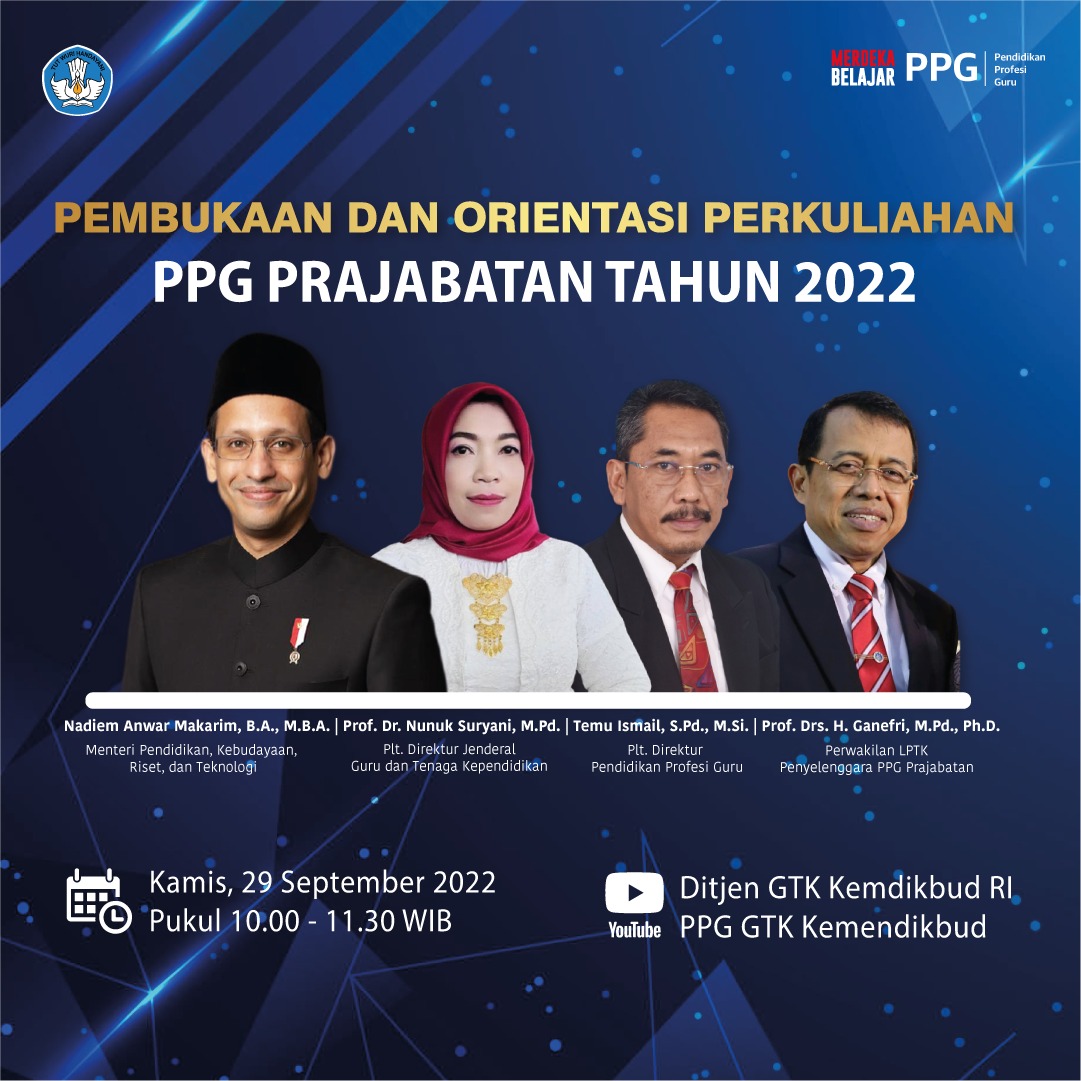 TUT WURI HANDAYANI
MERDEKA
BELAJAR
PPG
Pendidikan
Profesi
Guru
PEMBUKAAN DAN ORIENTASI PERKULIAHAN
PPG PRAJABATAN TAHUN 2022
Nadiem Anwar Makarim, B.A., M.B.A. | Prof. Dr. Nunuk Suryani, M.Pd. | Temu Ismail, S.Pd., M.Si. | Prof. Drs. H. Ganefri, M.Pd., Ph.D.
Menteri Pendidikan, Kebudayaan,
Riset, dan Teknologi
Plt. Direktur Jenderal
Guru dan Tenaga Kependidikan
Plt. Direktur
Pendidikan Profesi Guru
Perwakilan LPTK
Penyelenggara PPG Prajabatan
Kamis, 29 September 2022
Pukul 10.00 - 11.30 WIB
YouTube
Ditjen GTK Kemdikbud RI
PPG GTK Kemendikbud